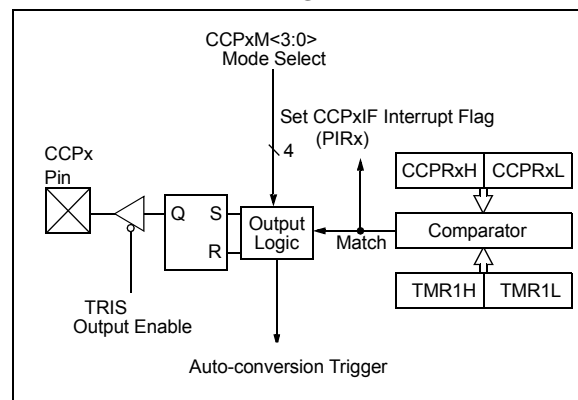 CCPxM<3:0>
Mode Select
Set CCPxIF Interrupt Flag
(PIRx)
4
CCPx
Pin
CCPRxH CCPRxL
Q S
R
Output
Logic
Match
Comparator
TMR1H TMR1L
TRIS
Output Enable
Auto-conversion Trigger